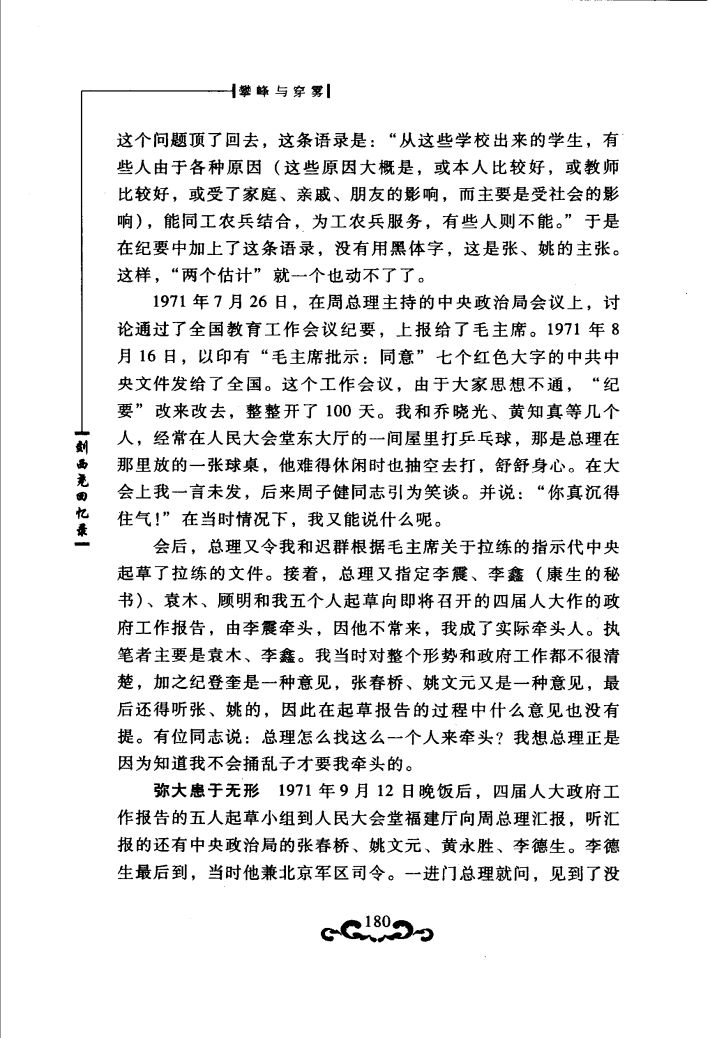 攀峰与穿雾
这个问题顶了回去，这条语录是：“从这些学校出来的学生，有
些人由于各种原因（这些原因大概是，或本人比较好，或教师
比较好，或受了家庭、亲戚、朋友的影响，而主要是受社会的影
响），能同工农兵结合，为工农兵服务，有些人则不能。”于是
在纪要中加上了这条语录，没有用黑体字，这是张、姚的主张。
这样，“两个估计”就一个也动不了了。
1971年7月26日，在周总理主持的中央政治局会议上，讨
论通过了全国教育工作会议纪要，上报给了毛主席。1971年8
月16日，以印有“毛主席批示：同意”七个红色大字的中共中
央文件发给了全国。这个工作会议，由于大家思想不通，“纪
要”改来改去，整整开了100天。我和乔晓光、黄知真等几个
人，经常在人民大会堂东大厅的一间屋里打乒乓球，那是总理在
那里放的一张球桌，他难得休闲时也抽空去打，舒舒身心。在大
会上我一言未发，后来周子健同志引为笑谈。并说：“你真沉得
住气！”在当时情况下，我又能说什么呢。
会后，总理又令我和迟群根据毛主席关于拉练的指示代中央
起草了拉练的文件。接着，总理又指定李震、李鑫（康生的秘
书）、袁木、顾明和我五个人起草向即将召开的四届人大作的政
府工作报告，由李震牵头，因他不常来，我成了实际牵头人。执
笔者主要是袁木、李鑫。我当时对整个形势和政府工作都不很清
楚，加之纪登奎是一种意见，张春桥、姚文元又是一种意见，最
后还得听张、姚的，因此在起草报告的过程中什么意见也没有
提。有位同志说：总理怎么找这么一个人来牵头？我想总理正是
因为知道我不会捅乱子才要我牵头的。
弥大患于无形 1971年9月12日晚饭后，四届人大政府工
作报告的五人起草小组到人民大会堂福建厅向周总理汇报，听汇
报的还有中央政治局的张春桥、姚文元、黄永胜、李德生。李德
生最后到，当时他兼北京军区司令。一进门总理就问，见到了没
刘西尧回忆录
180